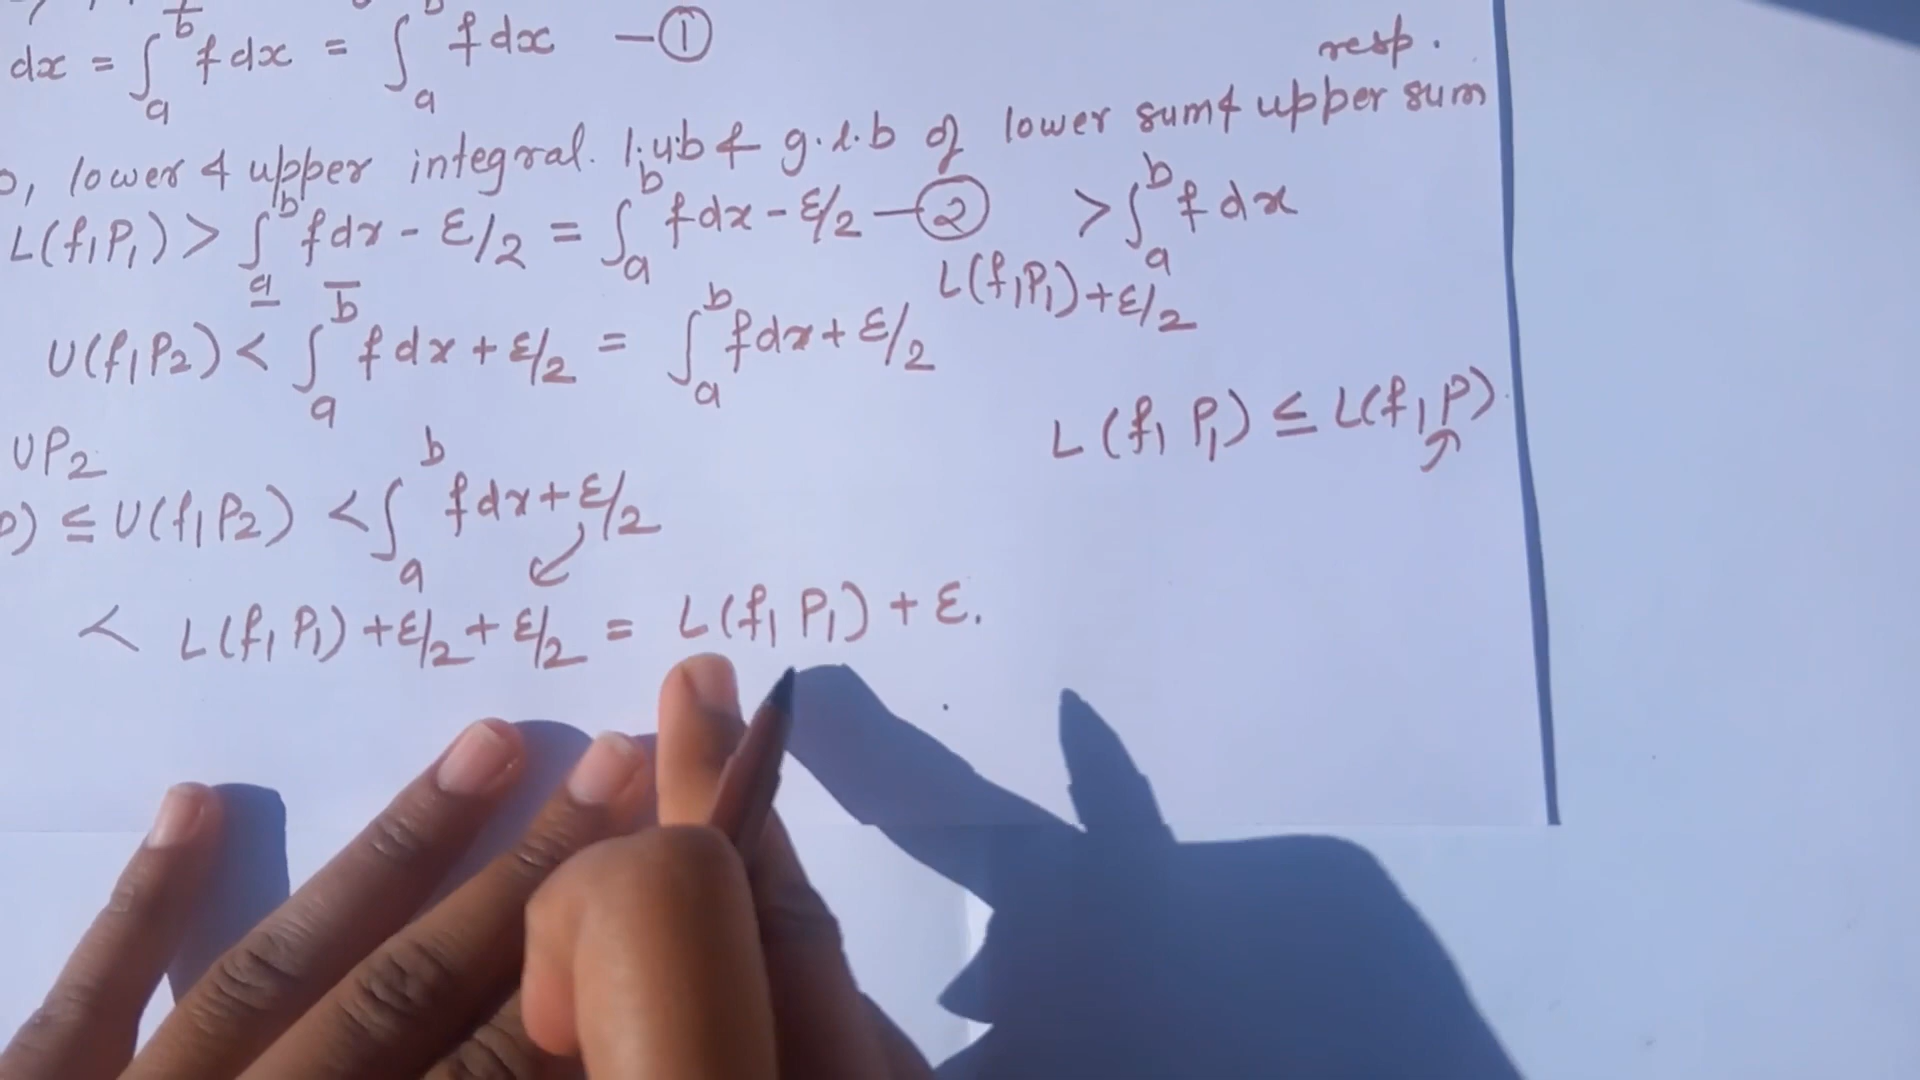 dx = ∫_a^b̅ f dx = ∫_a^b f dx —①
resp.
, lower & upper integral. l.u.b & g.l.b of lower sum & upper sum
L(f,P₁) > ∫_a̲^b f dx - ε/2 = ∫_a^b f dx - ε/2 —② > ∫_a^b f dx
L(f,P₁)+ε/2
U(f,P₂) < ∫_a^b̅ f dx + ε/2 = ∫_a^b f dx + ε/2
L(f,P₁) ≤ L(f,P)
UP₂
) ≤ U(f,P₂) < ∫_a^b f dx + ε/2
< L(f,P₁)+ε/2+ε/2 = L(f,P₁)+ε.